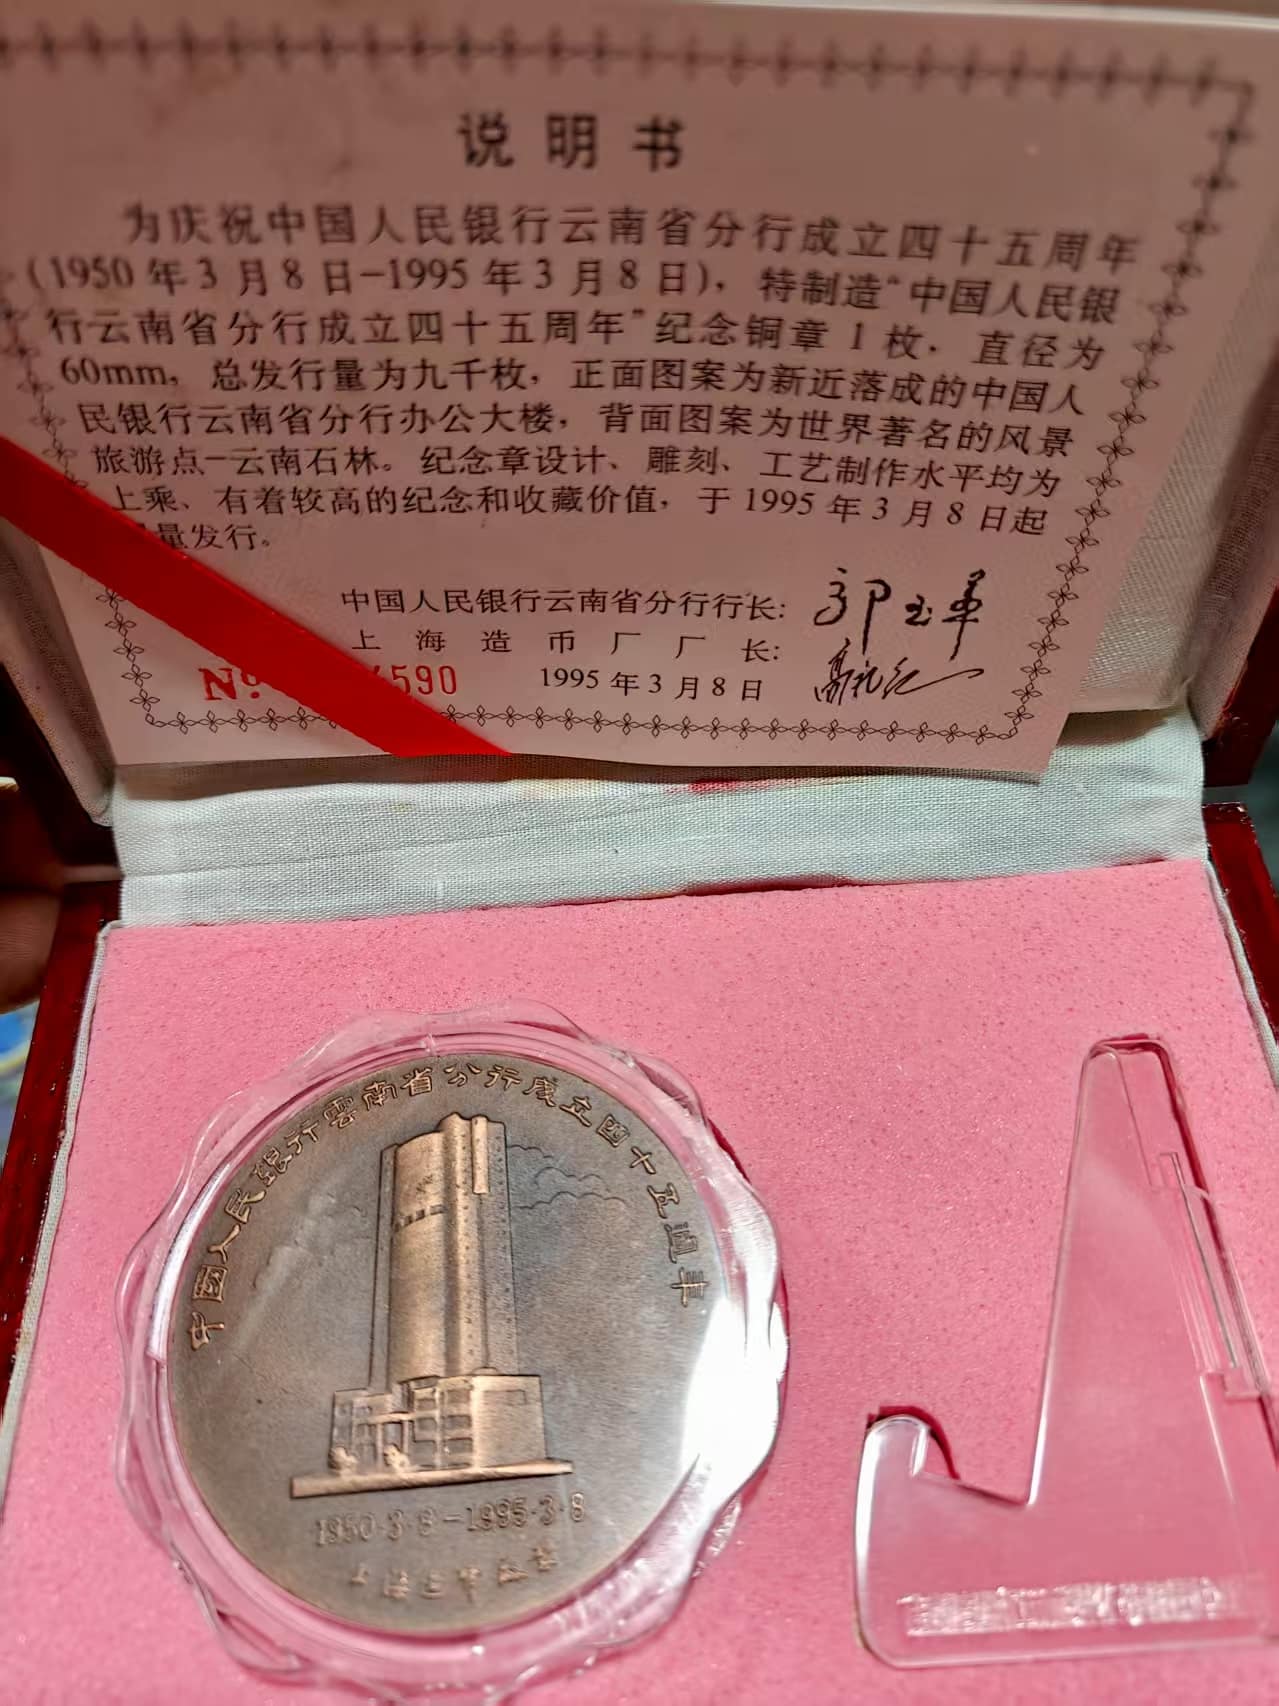 说明书
为庆祝中国人民银行云南省分行成立四十五周年
(1950年3月8日-1995年3月8日)，特制造“中国人民银
行云南省分行成立四十五周年”纪念铜章1枚．直径为
60mm，总发行量为九千枚，正面图案为新近落成的中国人
民银行云南省分行办公大楼，背面图案为世界著名的风景
旅游点-云南石林。纪念章设计、雕刻、工艺制作水平均为
上乘、有着较高的纪念和收藏价值，于1995年3月8日起
量发行。
中国人民银行云南省分行行长：
上海造币厂厂长：
№ 590
1995年3月8日
中國人民銀行雲南省分行成立四十五週年
1950·3·8-1995·3·8